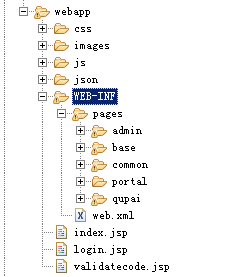 webapp
css
images
js
json
WEB-INF
pages
admin
base
common
portal
qupai
web.xml
index.jsp
login.jsp
validatecode.jsp